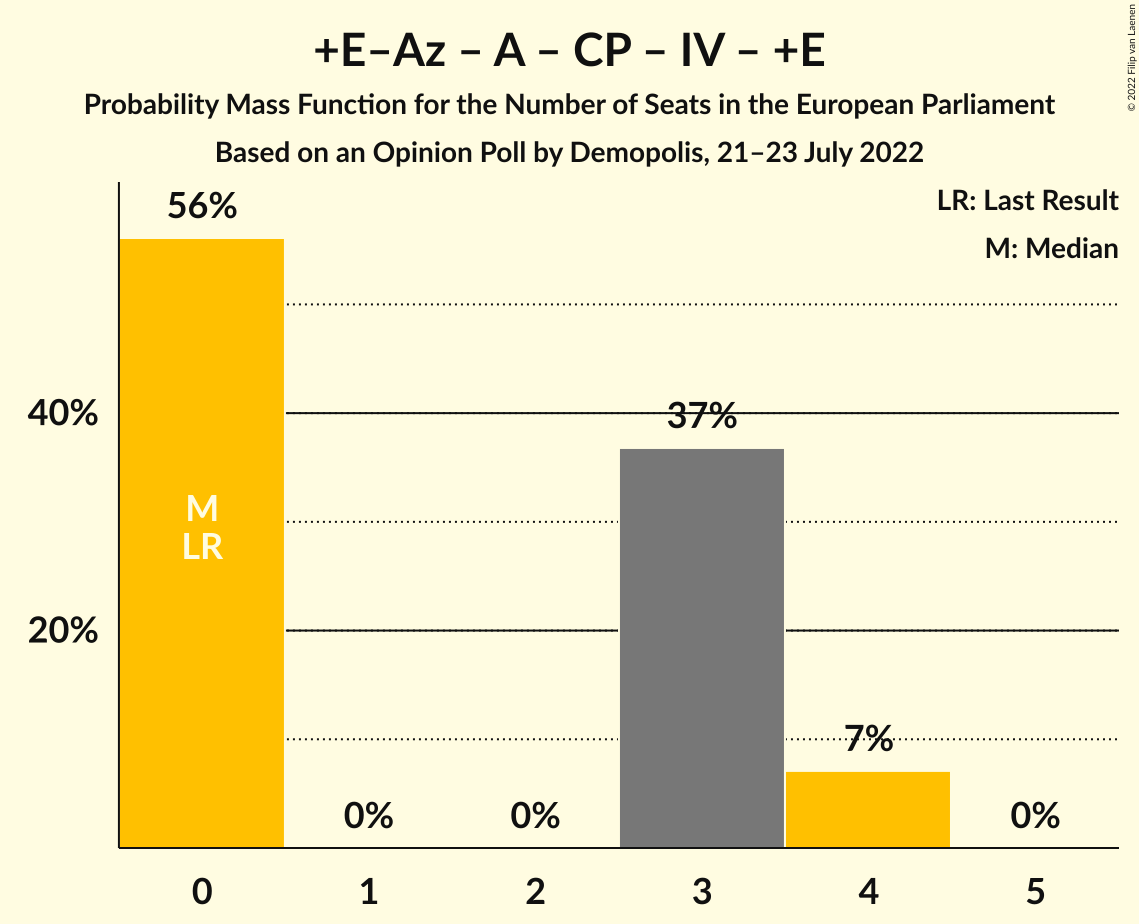 +E–Az – A – CP – IV – +E
Probability Mass Function for the Number of Seats in the European Parliament
Based on an Opinion Poll by Demopolis, 21–23 July 2022
© 2022 Filip van Laenen
LR: Last Result
M: Median
56%
40%
37%
M
LR
20%
7%
0%
0%
0%
0
1
2
3
4
5